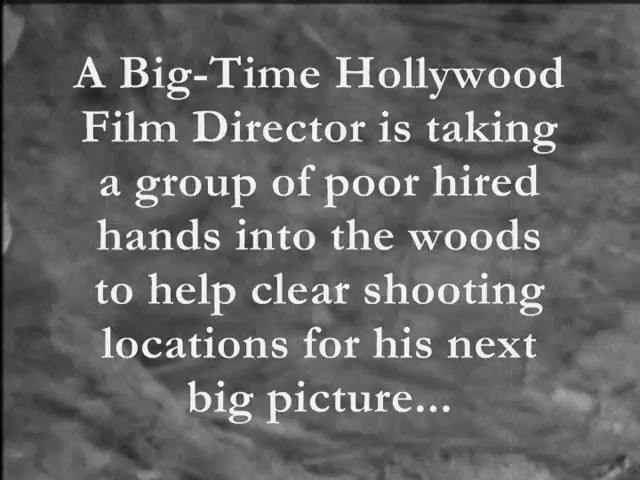 A Big-Time Hollywood
Film Director is taking
a group of poor hired
hands into the woods
to help clear shooting
locations for his next
big picture...